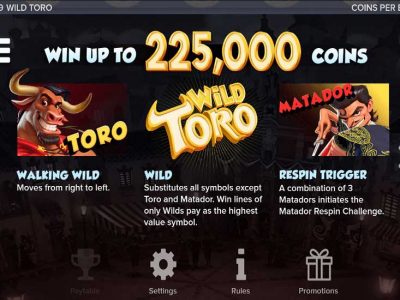 9 WILD TORO
COINS PER B
WIN UP TO 225,000 COINS
TORO
WILD
TORO
MATADOR
WALKING WILD
Moves from right to left.
WILD
Substitutes all symbols except
Toro and Matador. Win lines of
only Wilds pay as the highest
value symbol.
RESPIN TRIGGER
A combination of 3
Matadors initiates the
Matador Respin Challenge.
Paytable
Settings
Rules
Promotions